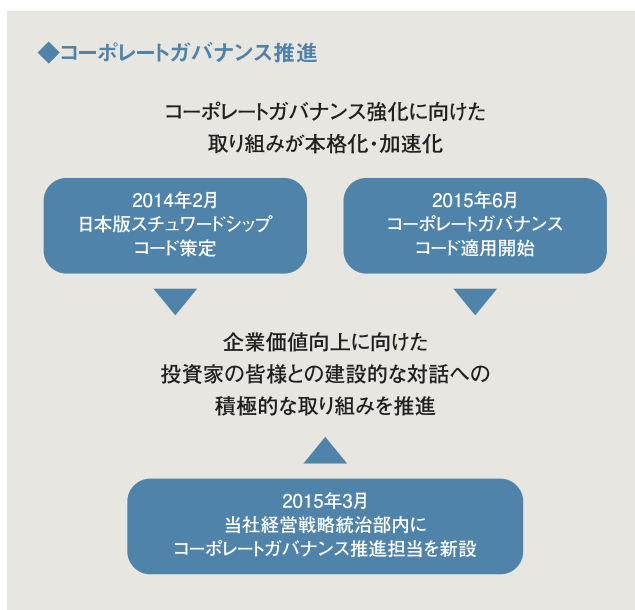 ◆コーポレートガバナンス推進
コーポレートガバナンス強化に向けた
取り組みが本格化・加速化
2014年2月
日本版スチュワードシップ
コード策定
2015年6月
コーポレートガバナンス
コード適用開始
企業価値向上に向けた
投資家の皆様との建設的な対話への
積極的な取り組みを推進
2015年3月
当社経営戦略統治部内に
コーポレートガバナンス推進担当を新設